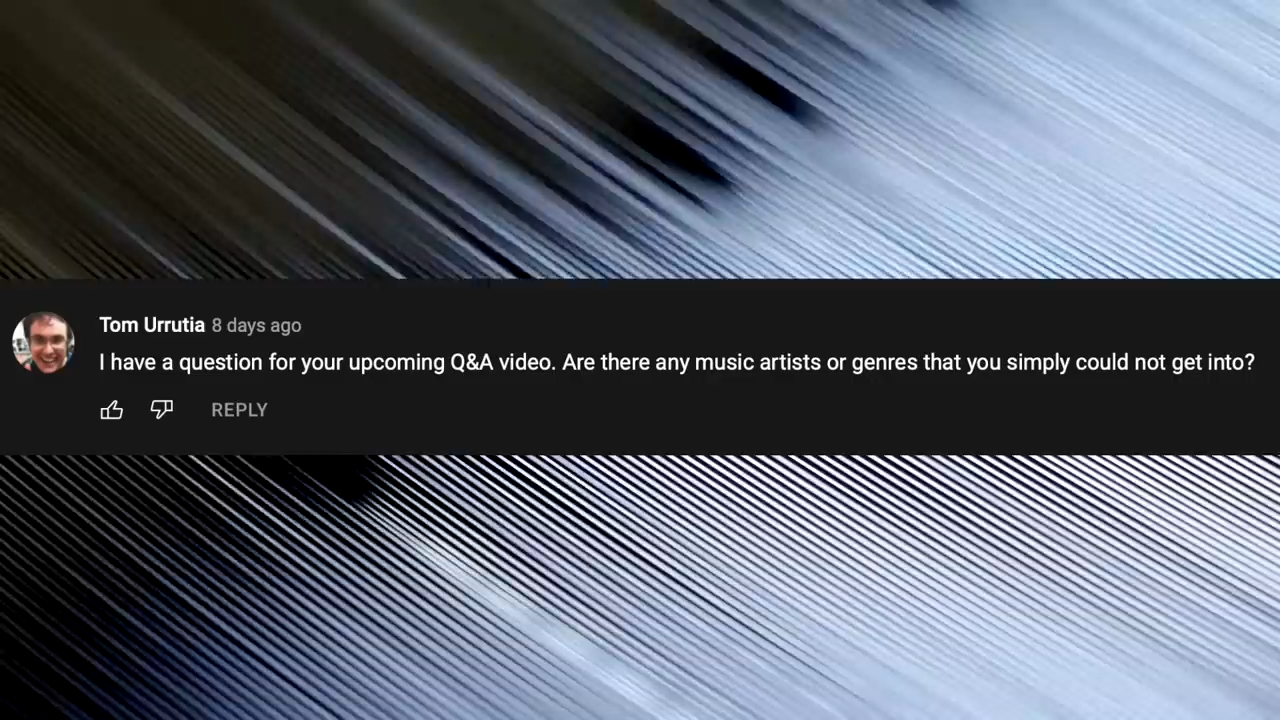 Tom Urrutia 8 days ago
I have a question for your upcoming Q&A video. Are there any music artists or genres that you simply could not get into?
REPLY